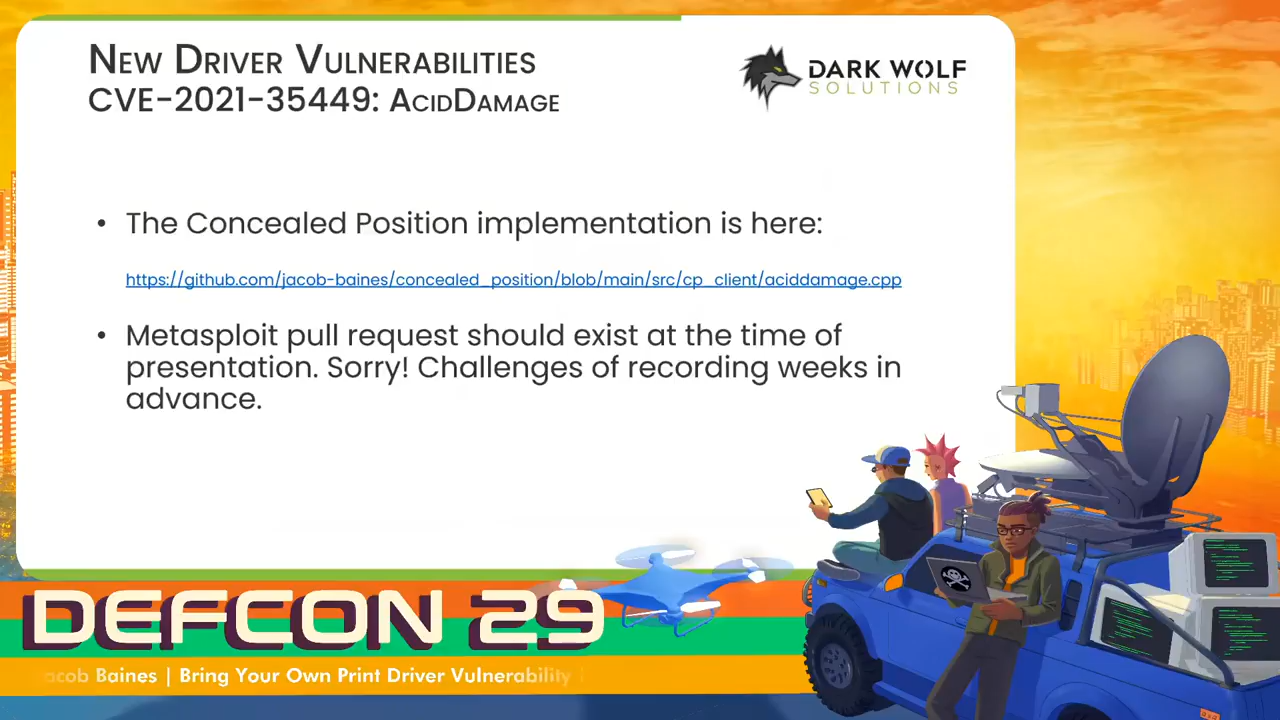 New Driver Vulnerabilities
CVE-2021-35449: AcidDamage
DARK WOLF
SOLUTIONS
• The Concealed Position implementation is here:
https://github.com/jacob-baines/concealed_position/blob/main/src/cp_client/aciddamage.cpp
• Metasploit pull request should exist at the time of
presentation. Sorry! Challenges of recording weeks in
advance.
DEFCON 29
acob Baines | Bring Your Own Print Driver Vulnerability |